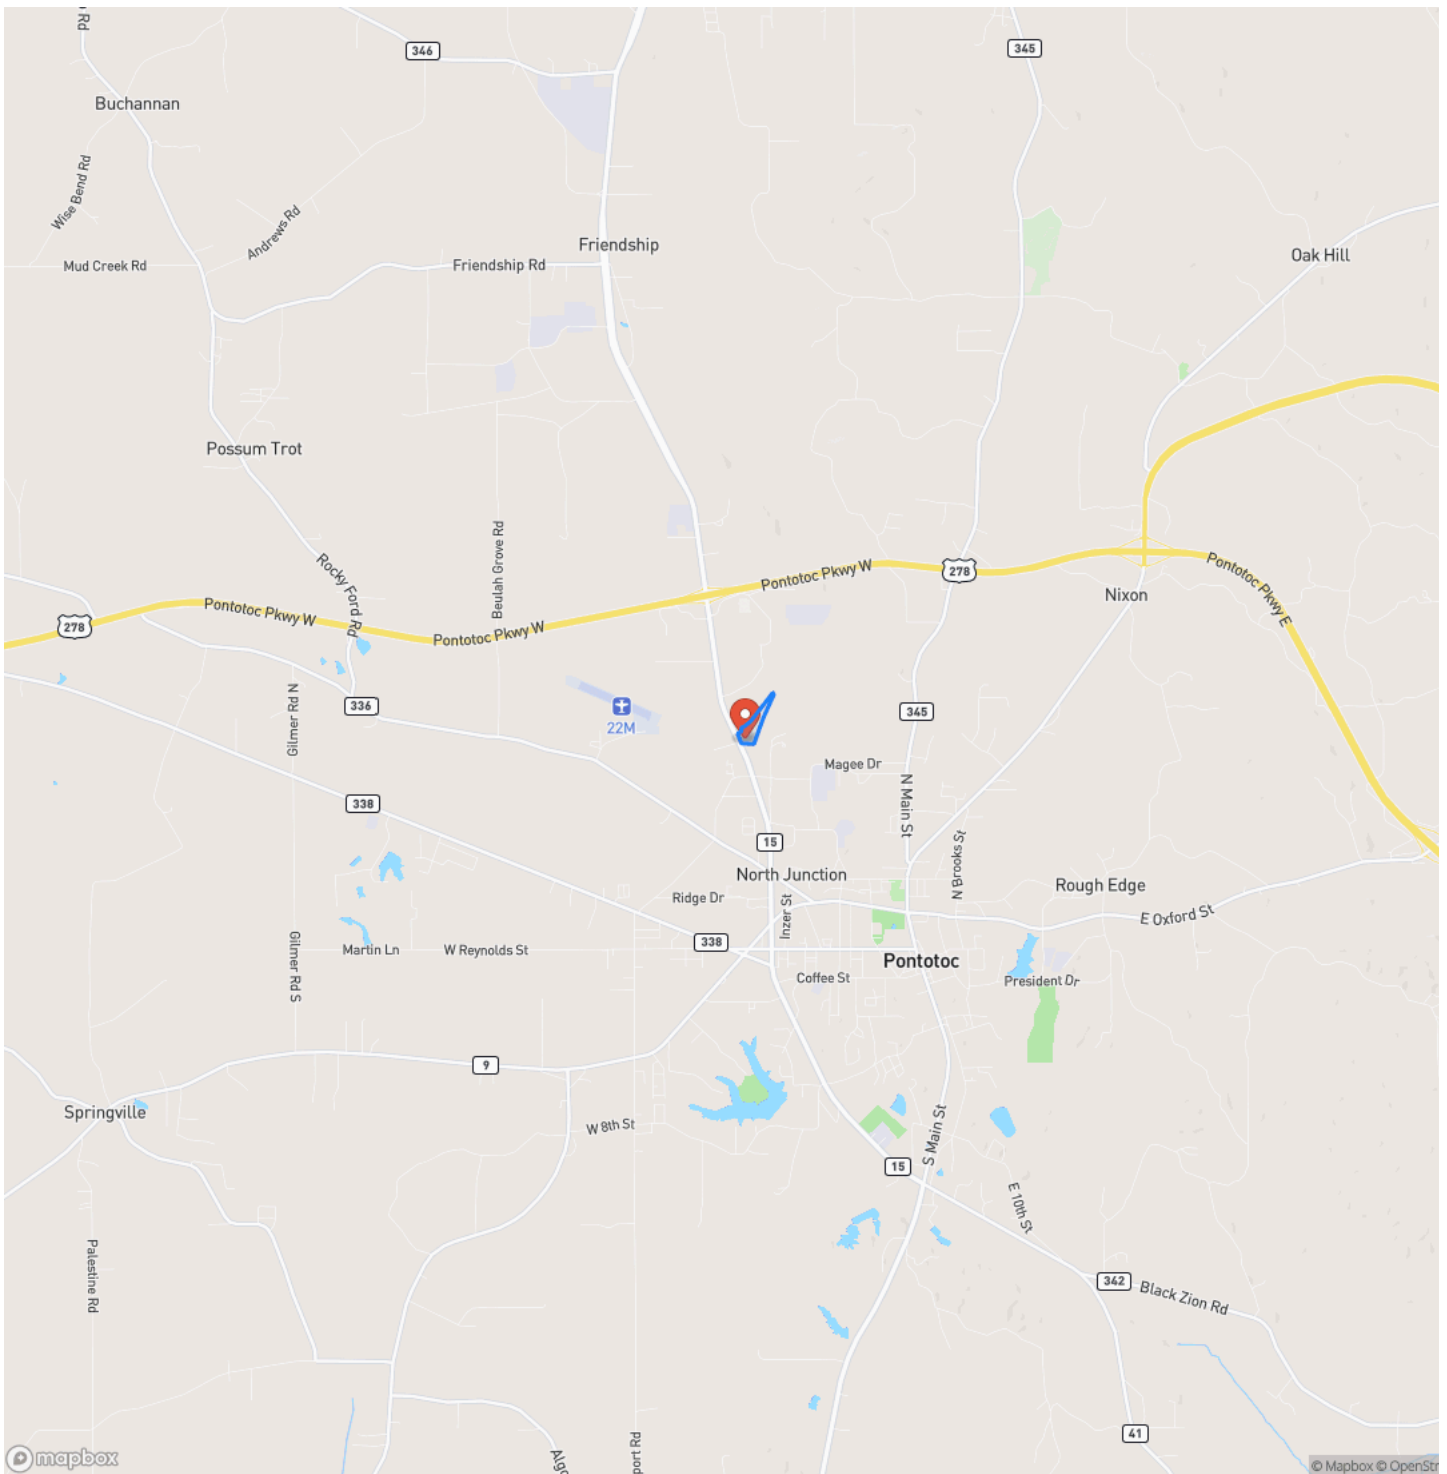 Rd
346
345
Buchannan
Wise Bend Rd
Andrews Rd
Friendship
Mud Creek Rd
Friendship Rd
Oak Hill
Possum Trot
Rocky Ford Rd
Beulah Grove Rd
Pontotoc Pkwy W
278
Pontotoc Pkwy E
Nixon
278
Pontotoc Pkwy W
Pontotoc Pkwy W
Gilmer Rd N
336
22M
345
Magee Dr
338
N Main St
15
N Brooks St
North Junction
Rough Edge
Ridge Dr
Inzer St
E Oxford St
Gilmer Rd S
Martin Ln
W Reynolds St
338
Pontotoc
Coffee St
President Dr
9
Springville
W 8th St
S Main St
15
E 10th St
Palestine Rd
342
Black Zion Rd
41
port Rd
Algo
mapbox
© Mapbox © OpenStr